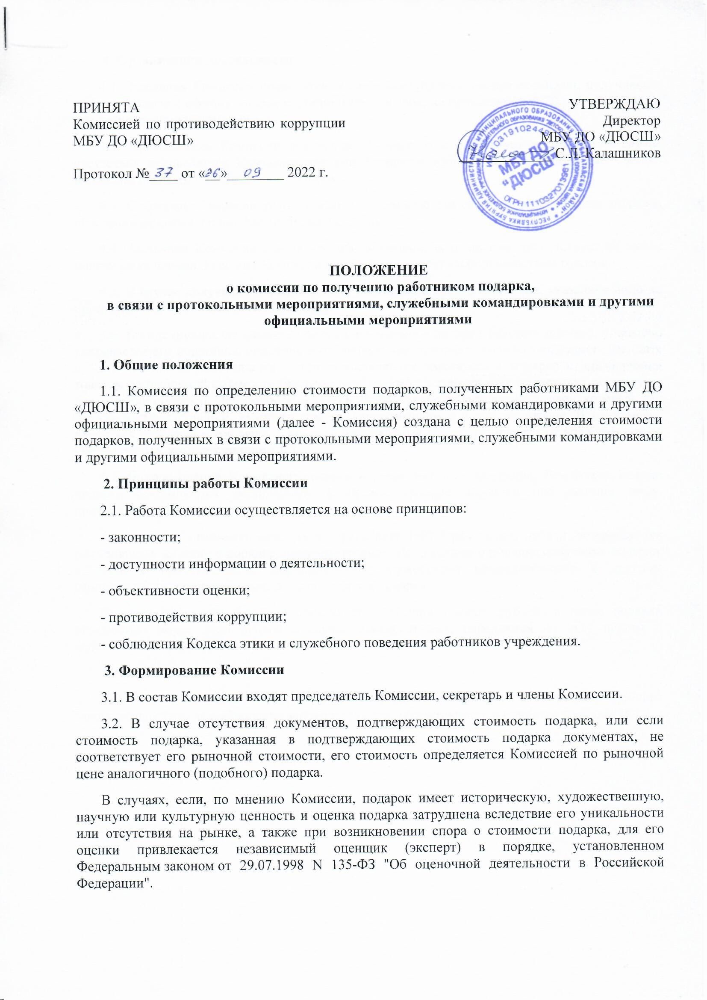 ПРИНЯТА
Комиссией по противодействию коррупции
МБУ ДО «ДЮСШ»
Протокол № 37 от «26» 09 2022 г.
УТВЕРЖДАЮ
Директор
МБУ ДО «ДЮСШ»
С.Л. Калашников
ИНН 0319102448
МБУ ДО
“ДЮСШ”
ОГРН 1110327013961
ПОЛОЖЕНИЕ
о комиссии по получению работником подарка,
в связи с протокольными мероприятиями, служебными командировками и другими
официальными мероприятиями
1. Общие положения
1.1. Комиссия по определению стоимости подарков, полученных работниками МБУ ДО
«ДЮСШ», в связи с протокольными мероприятиями, служебными командировками и другими
официальными мероприятиями (далее - Комиссия) создана с целью определения стоимости
подарков, полученных в связи с протокольными мероприятиями, служебными командировками
и другими официальными мероприятиями.
2. Принципы работы Комиссии
2.1. Работа Комиссии осуществляется на основе принципов:
- законности;
- доступности информации о деятельности;
- объективности оценки;
- противодействия коррупции;
- соблюдения Кодекса этики и служебного поведения работников учреждения.
3. Формирование Комиссии
3.1. В состав Комиссии входят председатель Комиссии, секретарь и члены Комиссии.
3.2. В случае отсутствия документов, подтверждающих стоимость подарка, или если
стоимость подарка, указанная в подтверждающих стоимость подарка документах, не
соответствует его рыночной стоимости, его стоимость определяется Комиссией по рыночной
цене аналогичного (подобного) подарка.
В случаях, если, по мнению Комиссии, подарок имеет историческую, художественную,
научную или культурную ценность и оценка подарка затруднена вследствие его уникальности
или отсутствия на рынке, а также при возникновении спора о стоимости подарка, для его
оценки привлекается независимый оценщик (эксперт) в порядке, установленном
Федеральным законом от 29.07.1998 N 135-ФЗ "Об оценочной деятельности в Российской
Федерации".